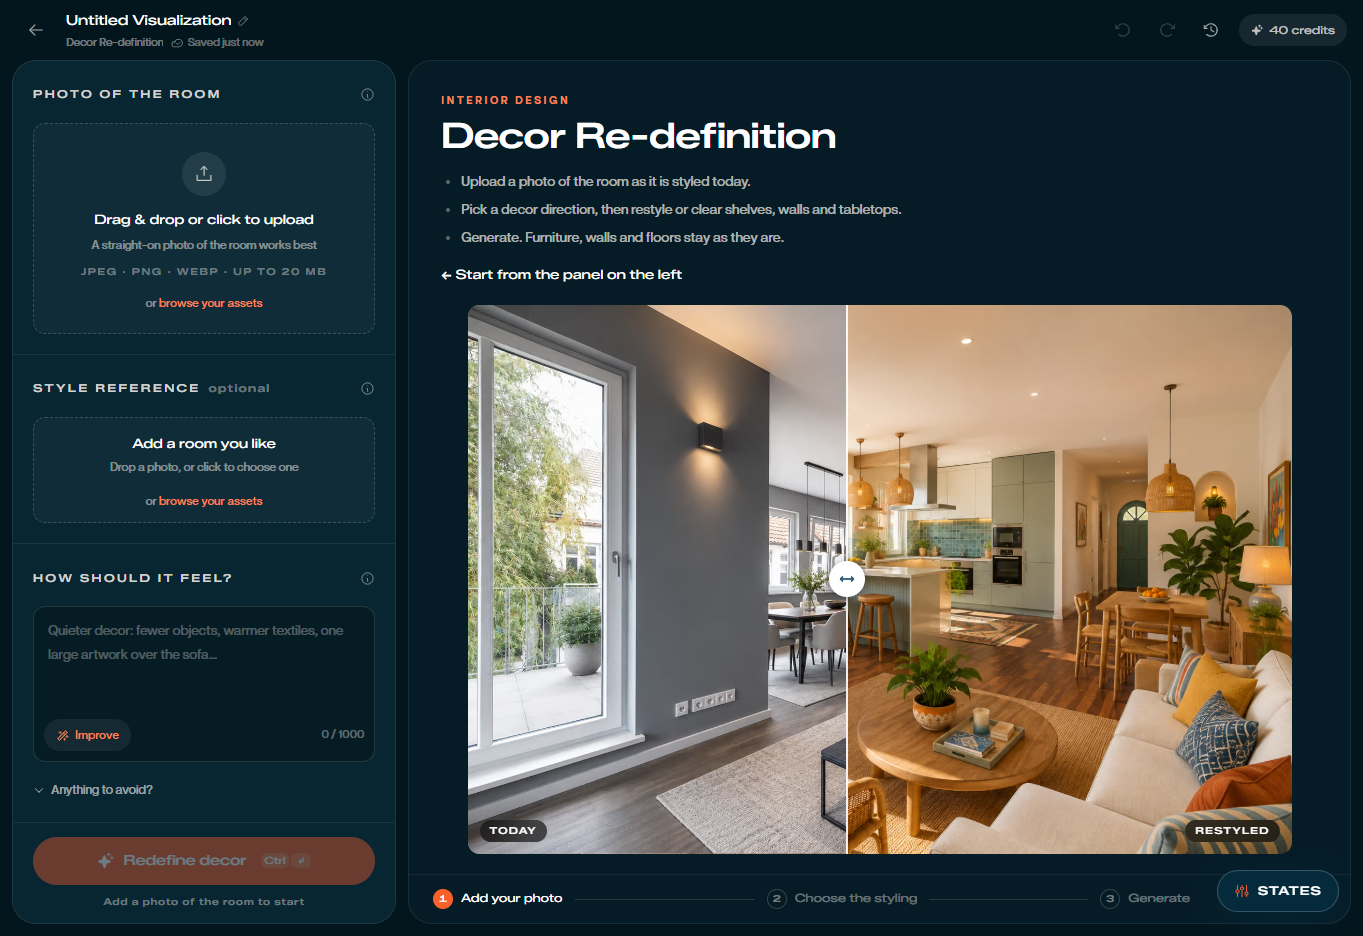 Untitled Visualization
Decor Re-definition Saved just now
40 credits
PHOTO OF THE ROOM
Drag & drop or click to upload
A straight-on photo of the room works best
JPEG · PNG · WEBP · UP TO 20 MB
or browse your assets
STYLE REFERENCE optional
Add a room you like
Drop a photo, or click to choose one
or browse your assets
HOW SHOULD IT FEEL?
Quieter decor: fewer objects, warmer textiles, one
large artwork over the sofa...
Improve
0 / 1000
Anything to avoid?
Redefine decor Ctrl ↵
Add a photo of the room to start
INTERIOR DESIGN
Decor Re-definition
• Upload a photo of the room as it is styled today.
• Pick a decor direction, then restyle or clear shelves, walls and tabletops.
• Generate. Furniture, walls and floors stay as they are.
← Start from the panel on the left
TODAY
RESTYLED
1 Add your photo
2 Choose the styling
3 Generate
STATES